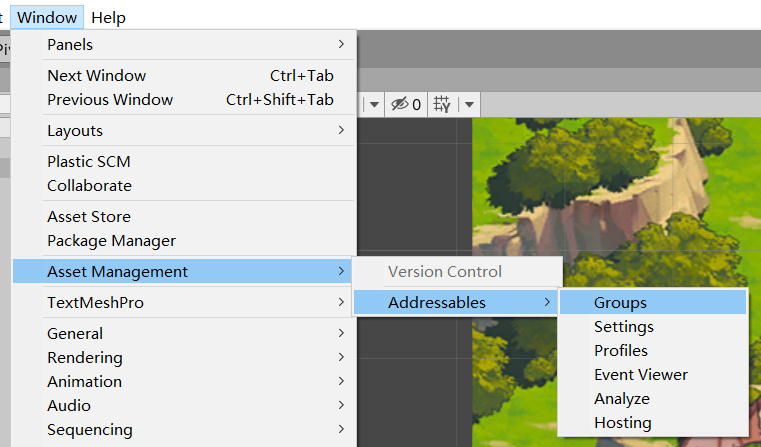 Window Help
Panels
Next Window Ctrl+Tab
Previous Window Ctrl+Shift+Tab
0
Layouts
Plastic SCM
Collaborate
Asset Store
Package Manager
Asset Management
Version Control
TextMeshPro
Addressables
Groups
General
Settings
Rendering
Profiles
Animation
Event Viewer
Audio
Analyze
Sequencing
Hosting